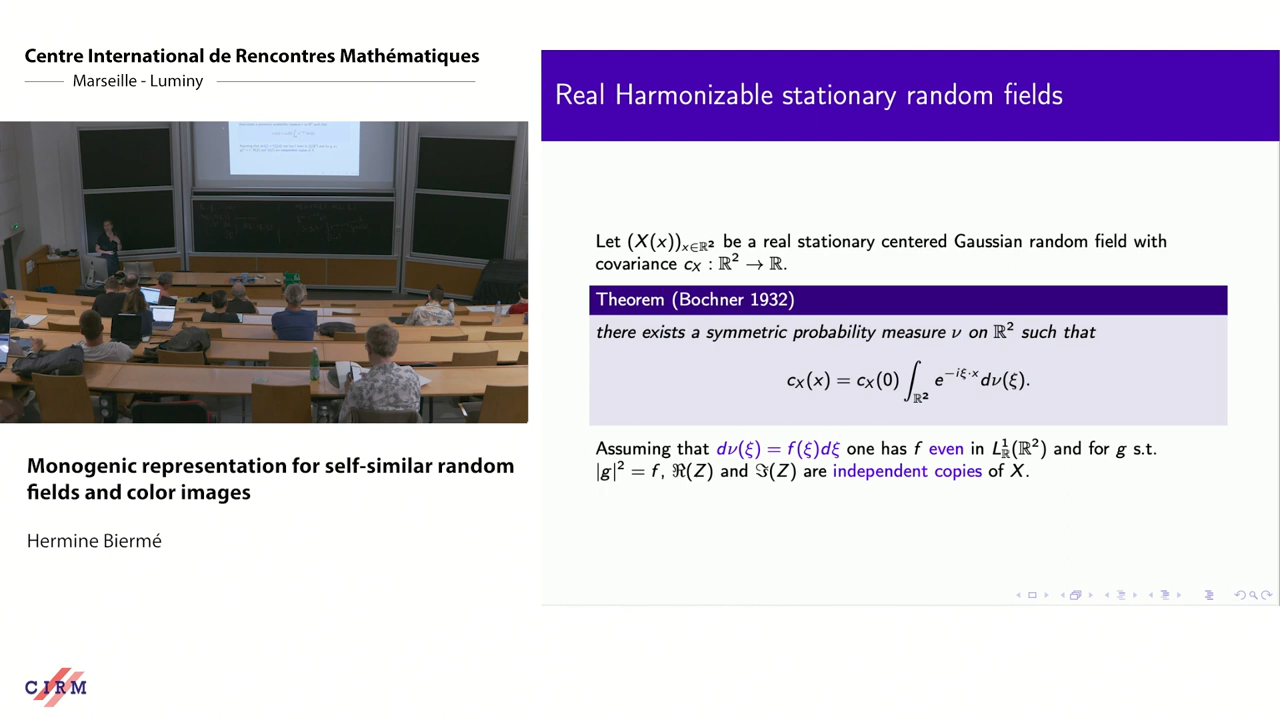 Centre International de Rencontres Mathématiques
Marseille - Luminy
Real Harmonizable stationary random fields
Let (X(x))_{x∈ℝ²} be a real stationary centered Gaussian random field with
covariance c_X : ℝ² → ℝ.
Theorem (Bochner 1932)
there exists a symmetric probability measure ν on ℝ² such that
c_X(x) = c_X(0) ∫_{ℝ²} e^{−iξ·x} dν(ξ).
Assuming that dν(ξ) = f(ξ)dξ one has f even in L¹_ℝ(ℝ²) and for g s.t.
|g|² = f, ℜ(Z) and ℑ(Z) are independent copies of X.
Monogenic representation for self-similar random
fields and color images
Hermine Biermé
CIRM